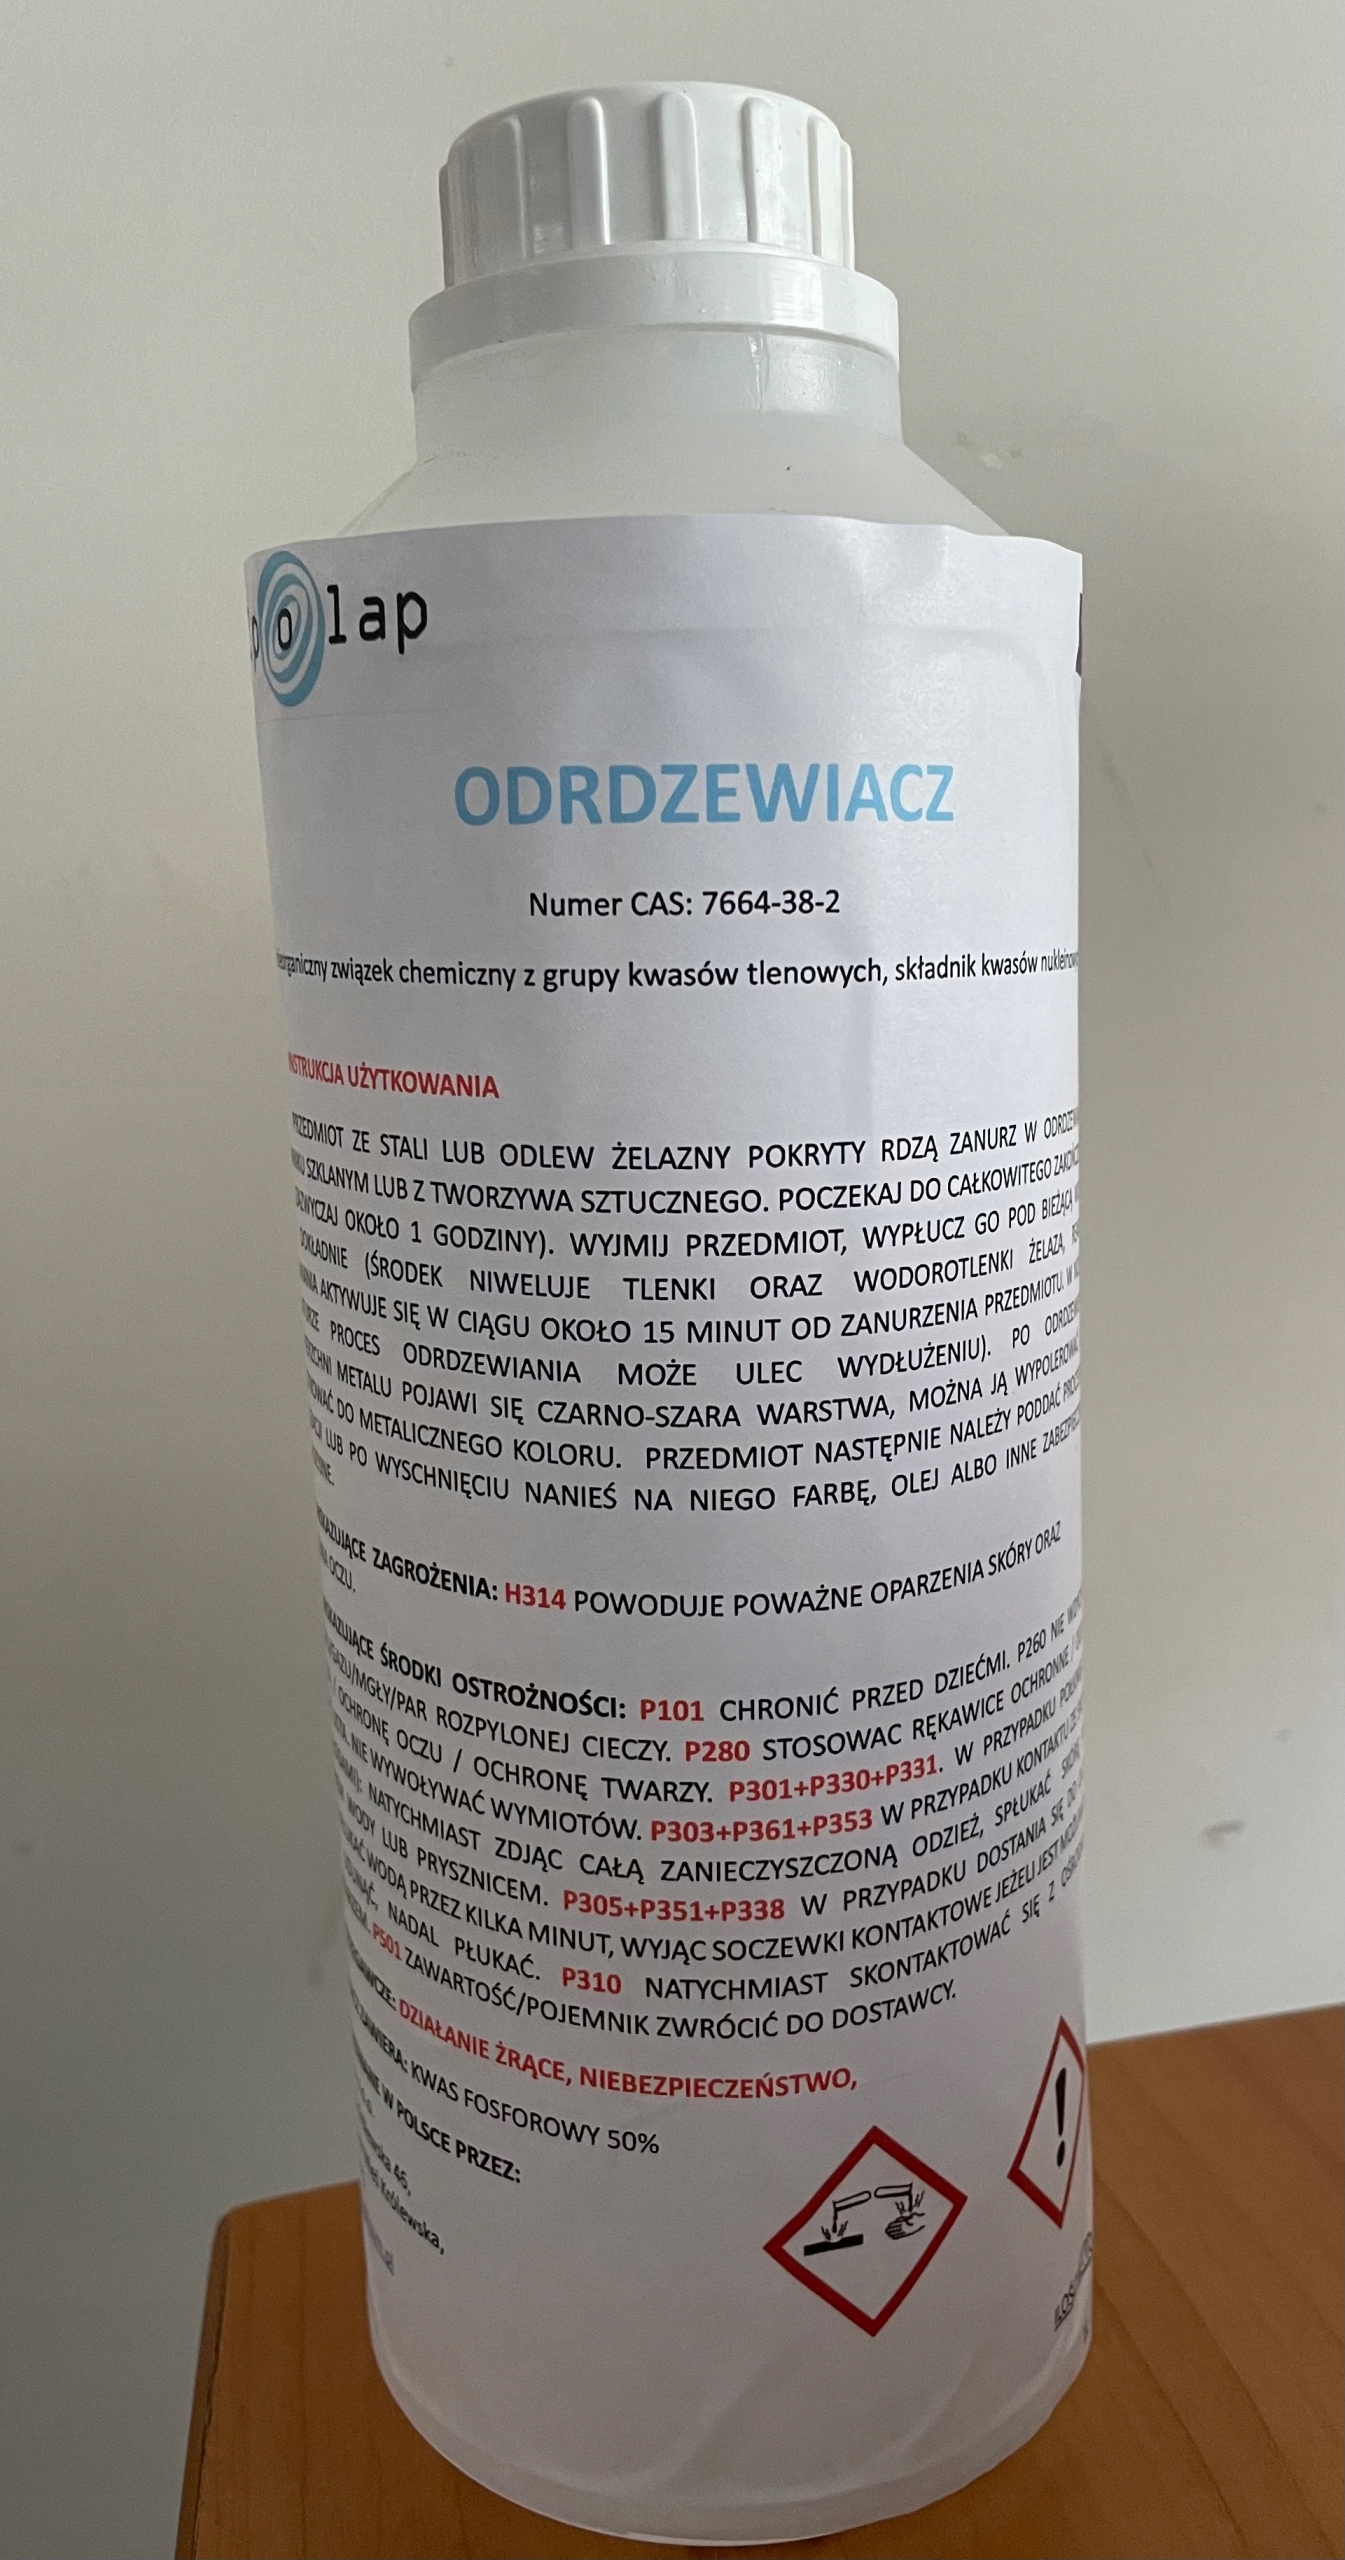 polap
ODRDZEWIACZ
Numer CAS: 7664-38-2
związek chemiczny z grupy kwasów tlenowych, składnik kwasów
UŻYTKOWANIA
ZE STALI LUB ODLEW ŻELAZNY POKRYTY RDZĄ ZANURZ W
SZKLANYM LUB Z TWORZYWA SZTUCZNEGO. POCZEKAJ DO CAŁKOWITEGO
OKOŁO 1 GODZINY). WYJMIJ PRZEDMIOT, WYPŁUCZ GO POD BIEŻĄCĄ
(ŚRODEK NIWELUJE TLENKI ORAZ WODOROTLENKI ŻELAZA,
AKTYWUJE SIĘ W CIĄGU OKOŁO 15 MINUT OD ZANURZENIA PRZEDMIOTU. W
PROCES ODRDZEWIANIA MOŻE ULEC WYDŁUŻENIU). PO
METALU POJAWI SIĘ CZARNO-SZARA WARSTWA, MOŻNA JĄ
DO METALICZNEGO KOLORU. PRZEDMIOT NASTĘPNIE NALEŻY PODDAĆ
LUB PO WYSCHNIĘCIU NANIEŚ NA NIEGO FARBĘ, OLEJ ALBO INNE
ZAGROŻENIA: H314 POWODUJE POWAŻNE OPARZENIA SKÓRY ORAZ
OCZU.
ŚRODKI OSTROŻNOŚCI: P101 CHRONIĆ PRZED DZIEĆMI. P260 NIE
ROZPYLONEJ CIECZY. P280 STOSOWAC RĘKAWICE OCHRONNE /
/ OCHRONĘ OCZU / OCHRONĘ TWARZY. P301+P330+P331. W PRZYPADKU
NIE WYWOŁYWAĆ WYMIOTÓW. P303+P361+P353 W PRZYPADKU KONTAKTU
NATYCHMIAST ZDJĄC CAŁĄ ZANIECZYSZCZONĄ ODZIEŻ, SPŁUKAĆ
WODY LUB PRYSZNICEM. P305+P351+P338 W PRZYPADKU DOSTANIA SIĘ DO
WODĄ PRZEZ KILKA MINUT, WYJĄC SOCZEWKI KONTAKTOWE JEŻELI JEST
NADAL PŁUKAĆ. P310 NATYCHMIAST SKONTAKTOWAĆ SIĘ Z
P501 ZAWARTOŚĆ/POJEMNIK ZWRÓCIĆ DO DOSTAWCY.
DZIAŁANIE ŻRĄCE, NIEBEZPIECZEŃSTWO,
KWAS FOSFOROWY 50%
W POLSCE PRZEZ:
46,
Królewska,